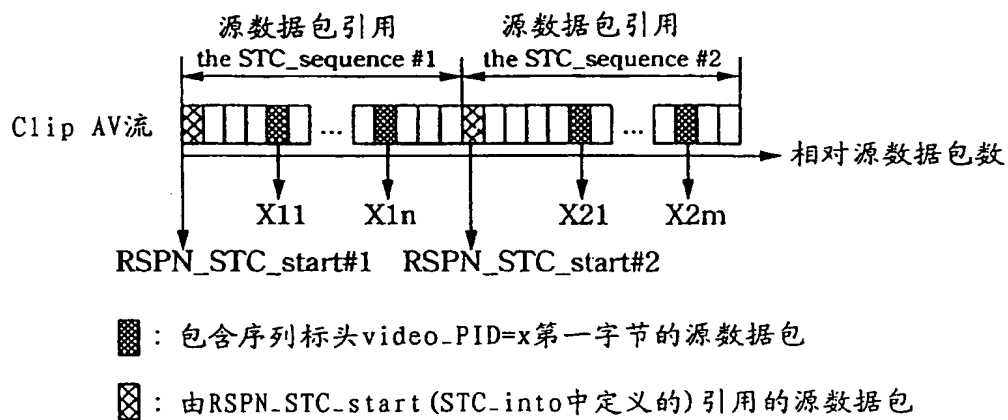 源数据包引用 源数据包引用
the STC_sequence #1 the STC_sequence #2
Clip AV流
... ...
相对源数据包数
X11 X1n X21 X2m
RSPN_STC_start#1 RSPN_STC_start#2
: 包含序列标头video_PID=x第一字节的源数据包
: 由RSPN_STC_start(STC_into中定义的)引用的源数据包